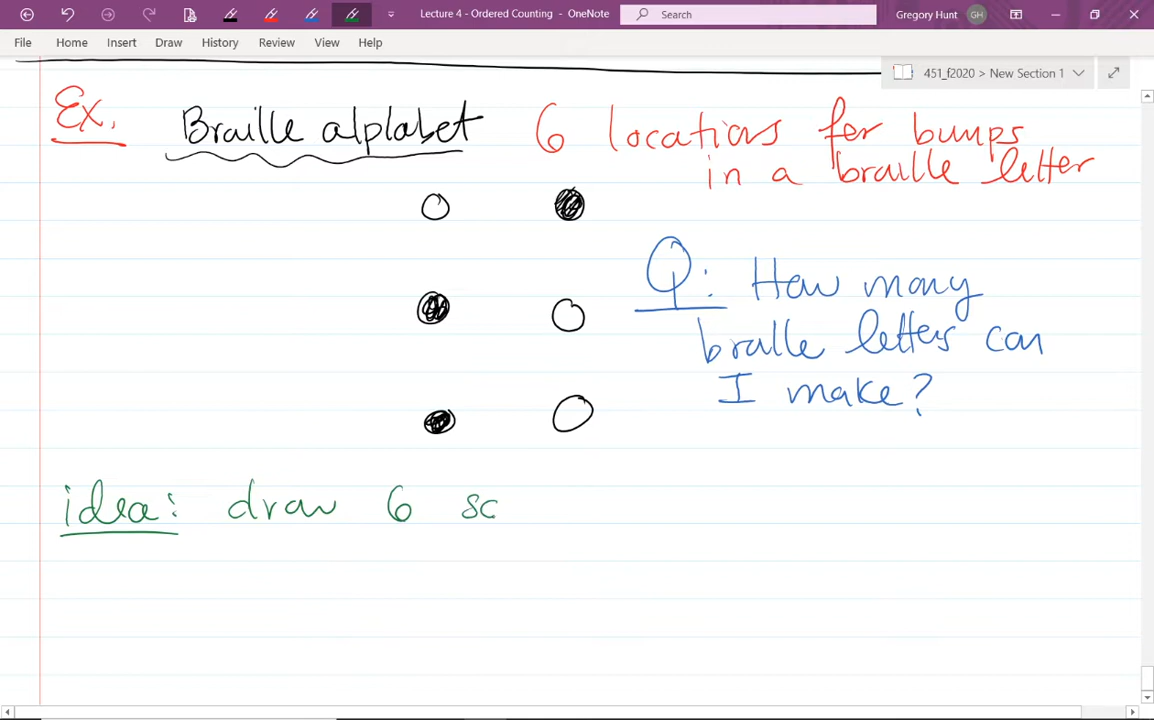 Lecture 4 - Ordered Counting - OneNote
Search
Gregory Hunt
GH
File Home Insert Draw History Review View Help
451_f2020 > New Section 1
Ex. Braille alplabet 6 locations for bumps
in a braille letter
Q: How many
braille letters can
I make?
idea: draw 6 sc